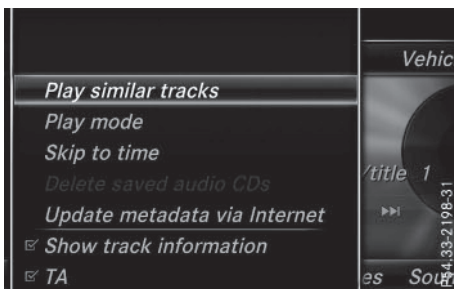 Vehic
Play similar tracks
Play mode
Skip to time
/title 1
Delete saved audio CDs
Update metadata via Internet
Show track information
TA
es Sou
P54.33-2198-31